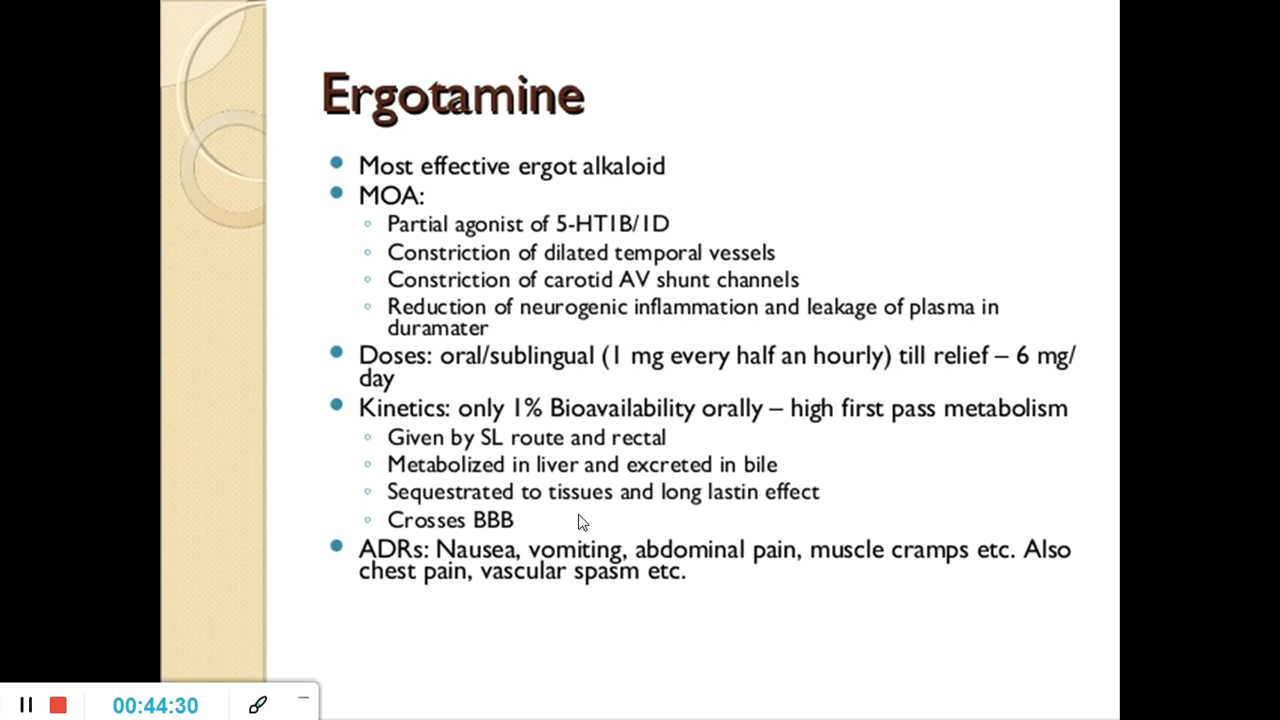 Ergotamine
Most effective ergot alkaloid
MOA:
Partial agonist of 5-HT1B/1D
Constriction of dilated temporal vessels
Constriction of carotid AV shunt channels
Reduction of neurogenic inflammation and leakage of plasma in
duramater
Doses: oral/sublingual (1 mg every half an hourly) till relief – 6 mg/
day
Kinetics: only 1% Bioavailability orally – high first pass metabolism
Given by SL route and rectal
Metabolized in liver and excreted in bile
Sequestrated to tissues and long lastin effect
Crosses BBB
ADRs: Nausea, vomiting, abdominal pain, muscle cramps etc. Also
chest pain, vascular spasm etc.
00:44:30